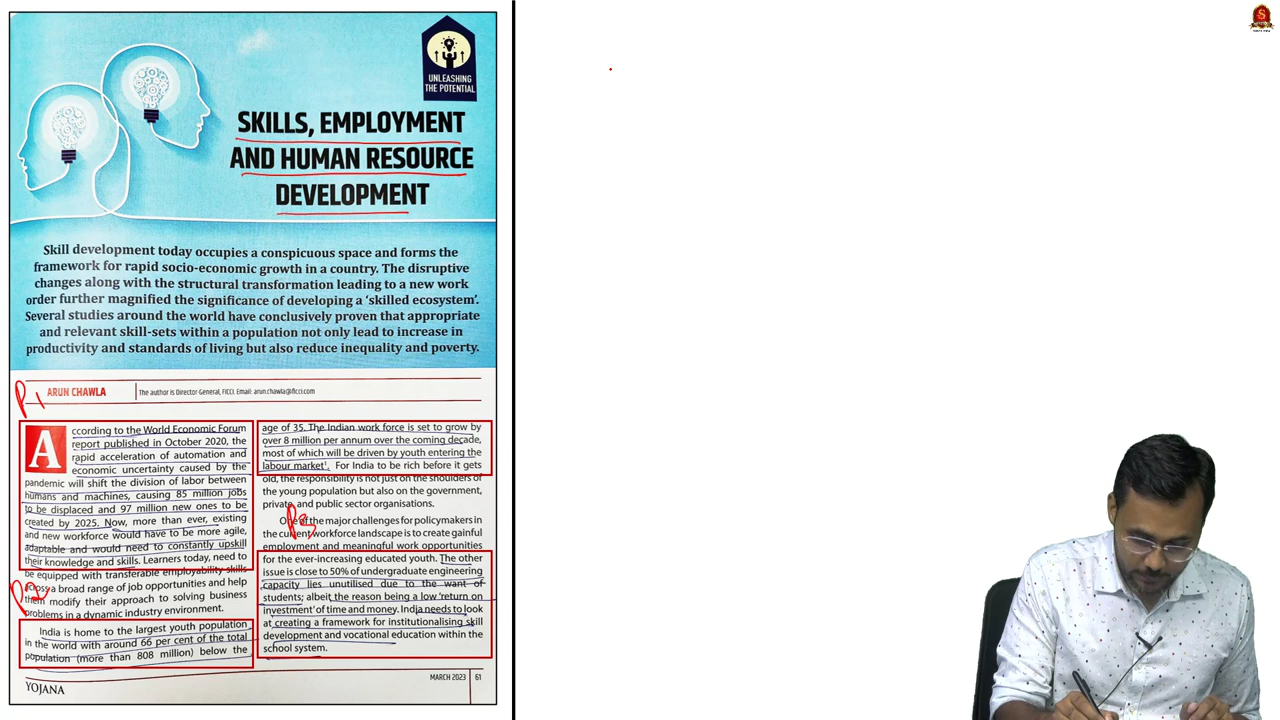 UNLEASHING
THE POTENTIAL
SKILLS, EMPLOYMENT
AND HUMAN RESOURCE
DEVELOPMENT
Skill development today occupies a conspicuous space and forms the
framework for rapid socio-economic growth in a country. The disruptive
changes along with the structural transformation leading to a new work
order further magnified the significance of developing a ‘skilled ecosystem’.
Several studies around the world have conclusively proven that appropriate
and relevant skill-sets within a population not only lead to increase in
productivity and standards of living but also reduce inequality and poverty.
P1
ARUN CHAWLA
The author is Director General, FICCI. Email: arun.chawla@ficci.com
According to the World Economic Forum
report published in October 2020, the
rapid acceleration of automation and
economic uncertainty caused by the
pandemic will shift the division of labor between
humans and machines, causing 85 million jobs
to be displaced and 97 million new ones to be
created by 2025. Now, more than ever, existing
and new workforce would have to be more agile,
adaptable and would need to constantly upskill
their knowledge and skills. Learners today, need to
be equipped with transferable employability skills
across a broad range of job opportunities and help
them modify their approach to solving business
problems in a dynamic industry environment.
P2
India is home to the largest youth population
in the world with around 66 per cent of the total
population (more than 808 million) below the
age of 35. The Indian work force is set to grow by
over 8 million per annum over the coming decade,
most of which will be driven by youth entering the
labour market¹. For India to be rich before it gets
old, the responsibility is not just on the shoulders of
the young population but also on the government,
private, and public sector organisations.
P3
One of the major challenges for policymakers in
the current workforce landscape is to create gainful
employment and meaningful work opportunities
for the ever-increasing educated youth. The other
issue is close to 50% of undergraduate engineering
capacity lies unutilised due to the want of
students; albeit the reason being a low ‘return on
investment’ of time and money. India needs to look
at creating a framework for institutionalising skill
development and vocational education within the
school system.
YOJANA
MARCH 2023
61
S